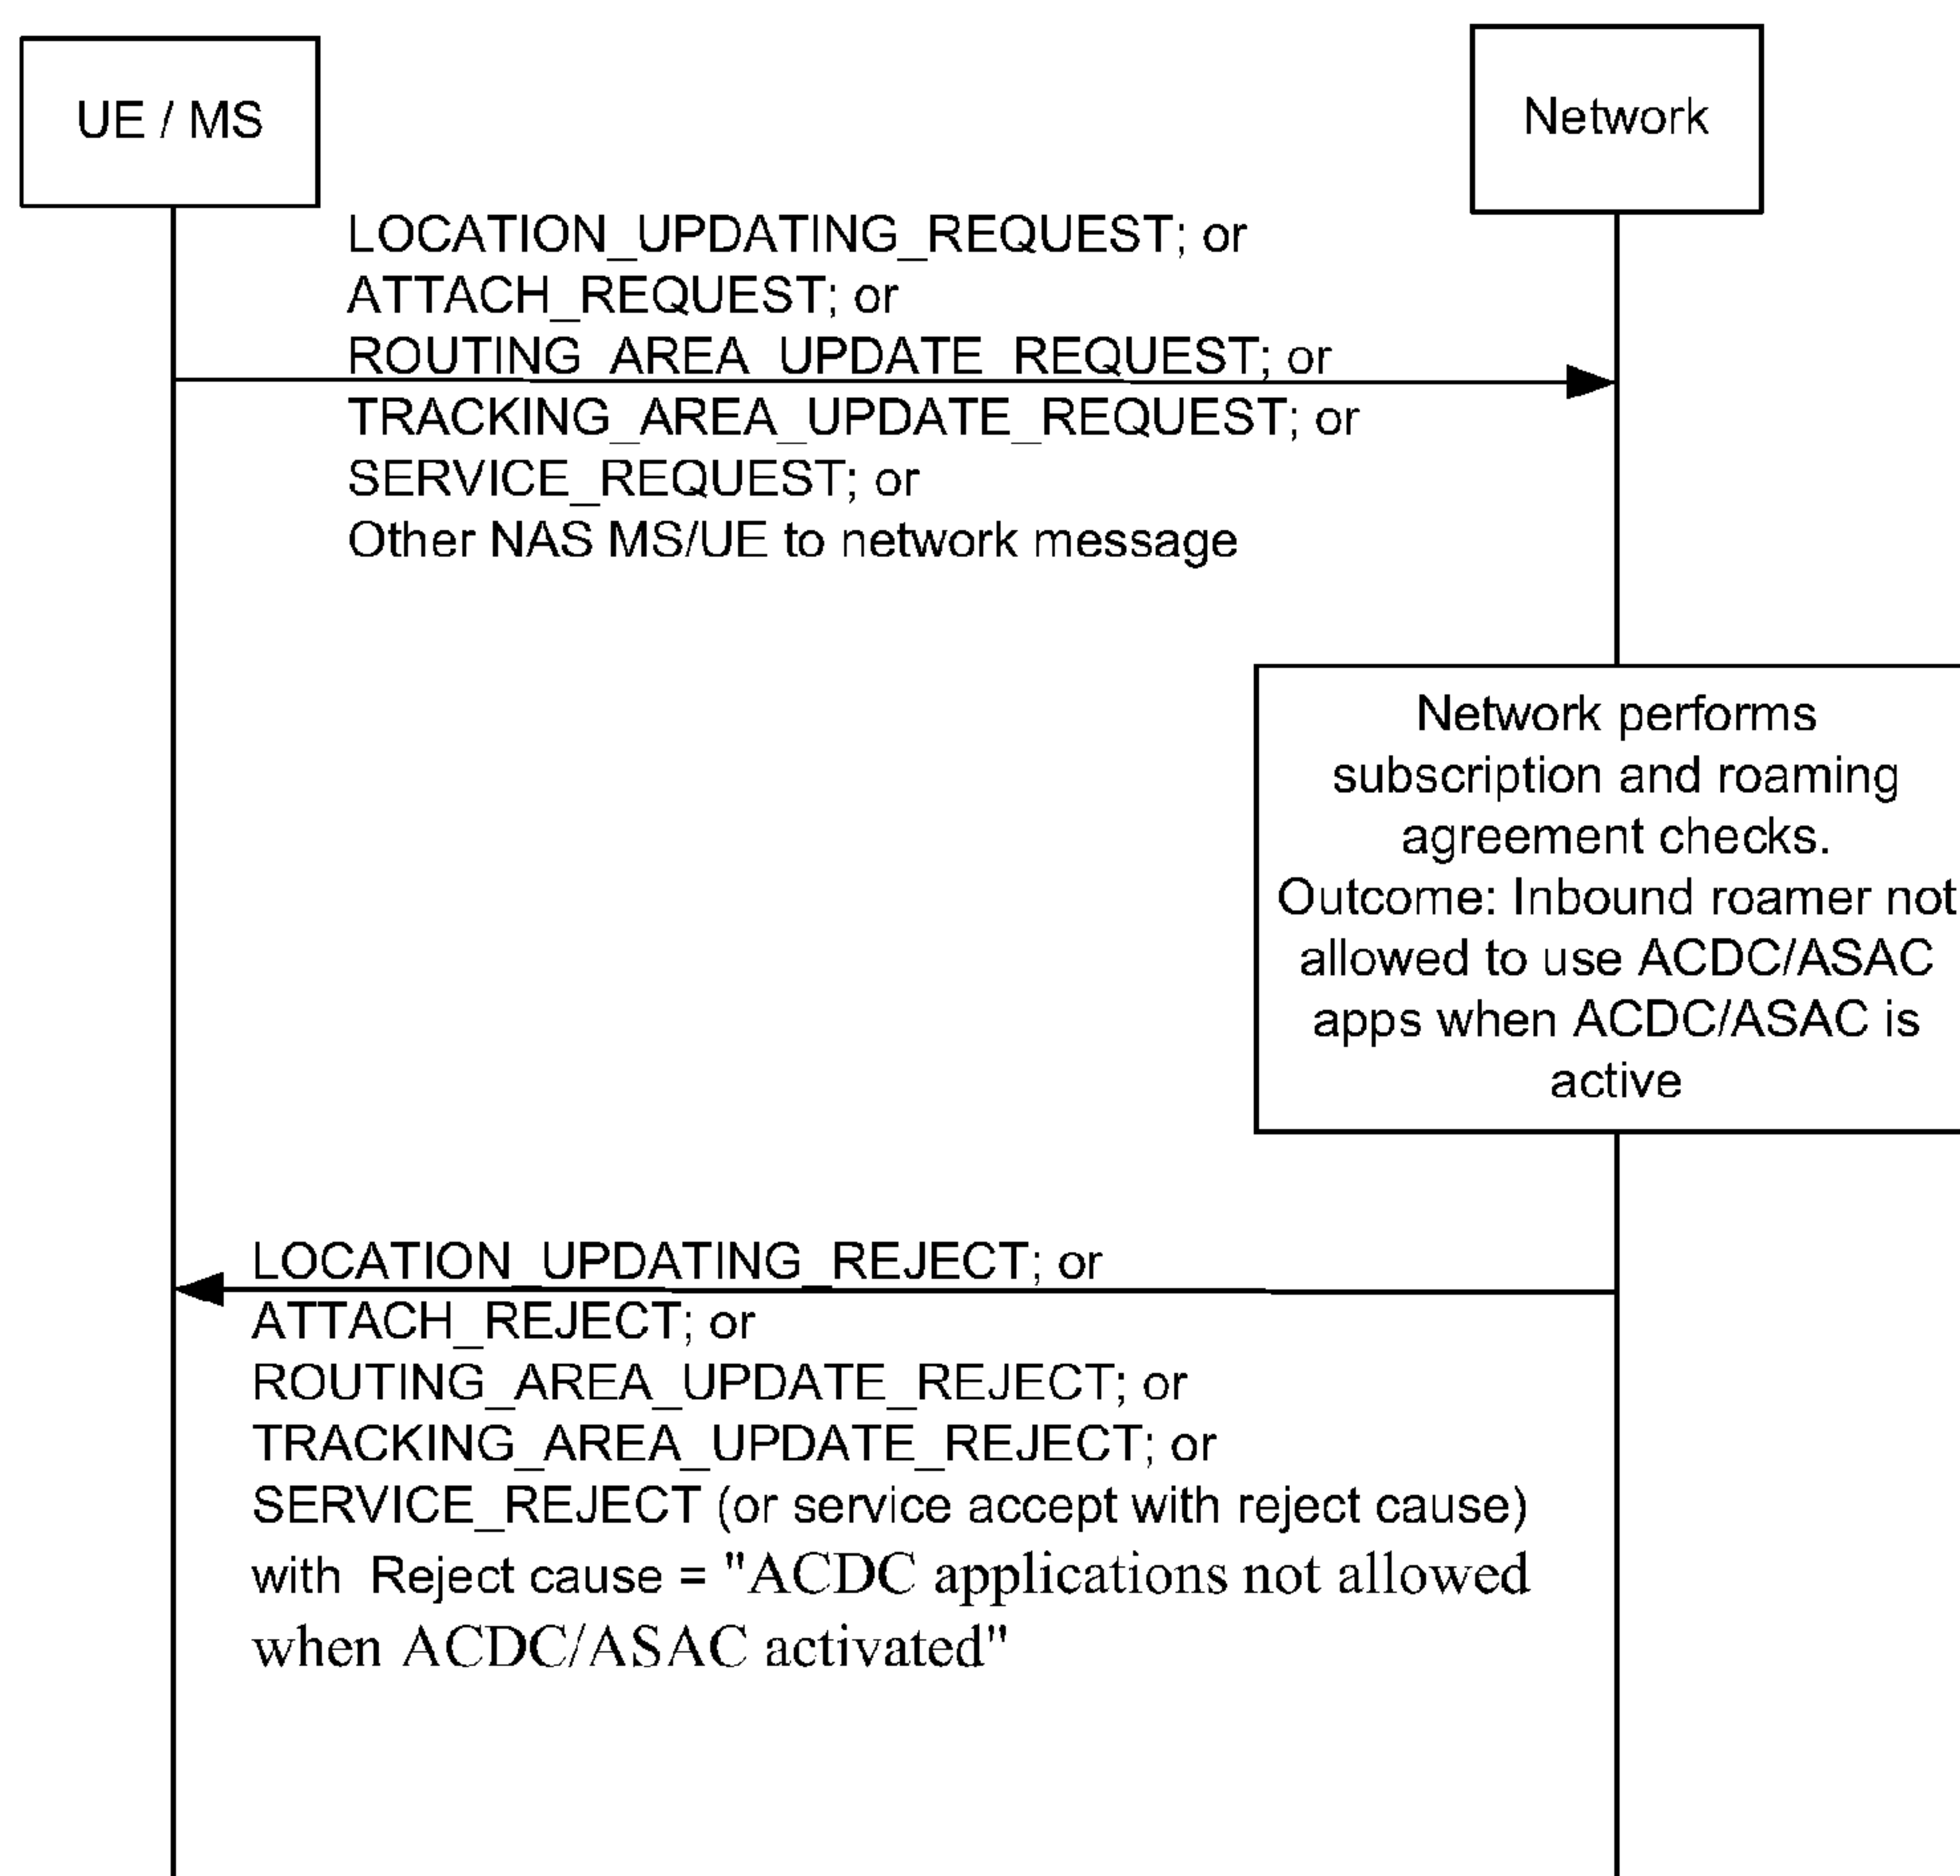 UE / MS
Network
LOCATION_UPDATING_REQUEST; or
ATTACH_REQUEST; or
ROUTING_AREA_UPDATE_REQUEST; or
TRACKING_AREA_UPDATE_REQUEST; or
SERVICE_REQUEST; or
Other NAS MS/UE to network message
Network performs
subscription and roaming
agreement checks.
Outcome: Inbound roamer not
allowed to use ACDC/ASAC
apps when ACDC/ASAC is
active
LOCATION_UPDATING_REJECT; or
ATTACH_REJECT; or
ROUTING_AREA_UPDATE_REJECT; or
TRACKING_AREA_UPDATE_REJECT; or
SERVICE_REJECT (or service accept with reject cause)
with Reject cause = "ACDC applications not allowed
when ACDC/ASAC activated"